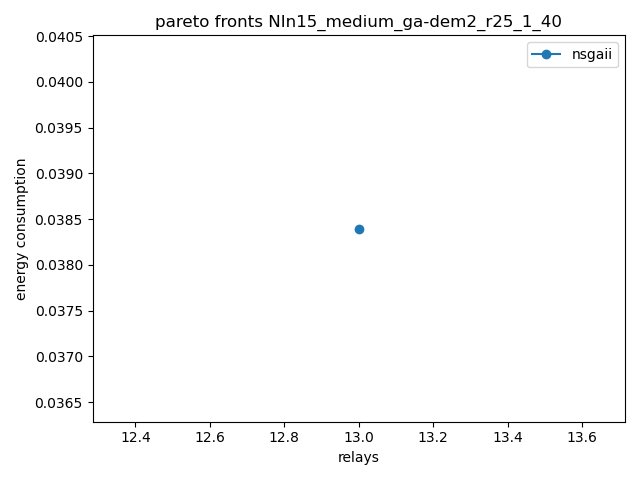 pareto fronts NIn15_medium_ga-dem2_r25_1_40
nsgaii
0.0405
0.0400
0.0395
0.0390
0.0385
0.0380
0.0375
0.0370
0.0365
energy consumption
12.4 12.6 12.8 13.0 13.2 13.4 13.6
relays